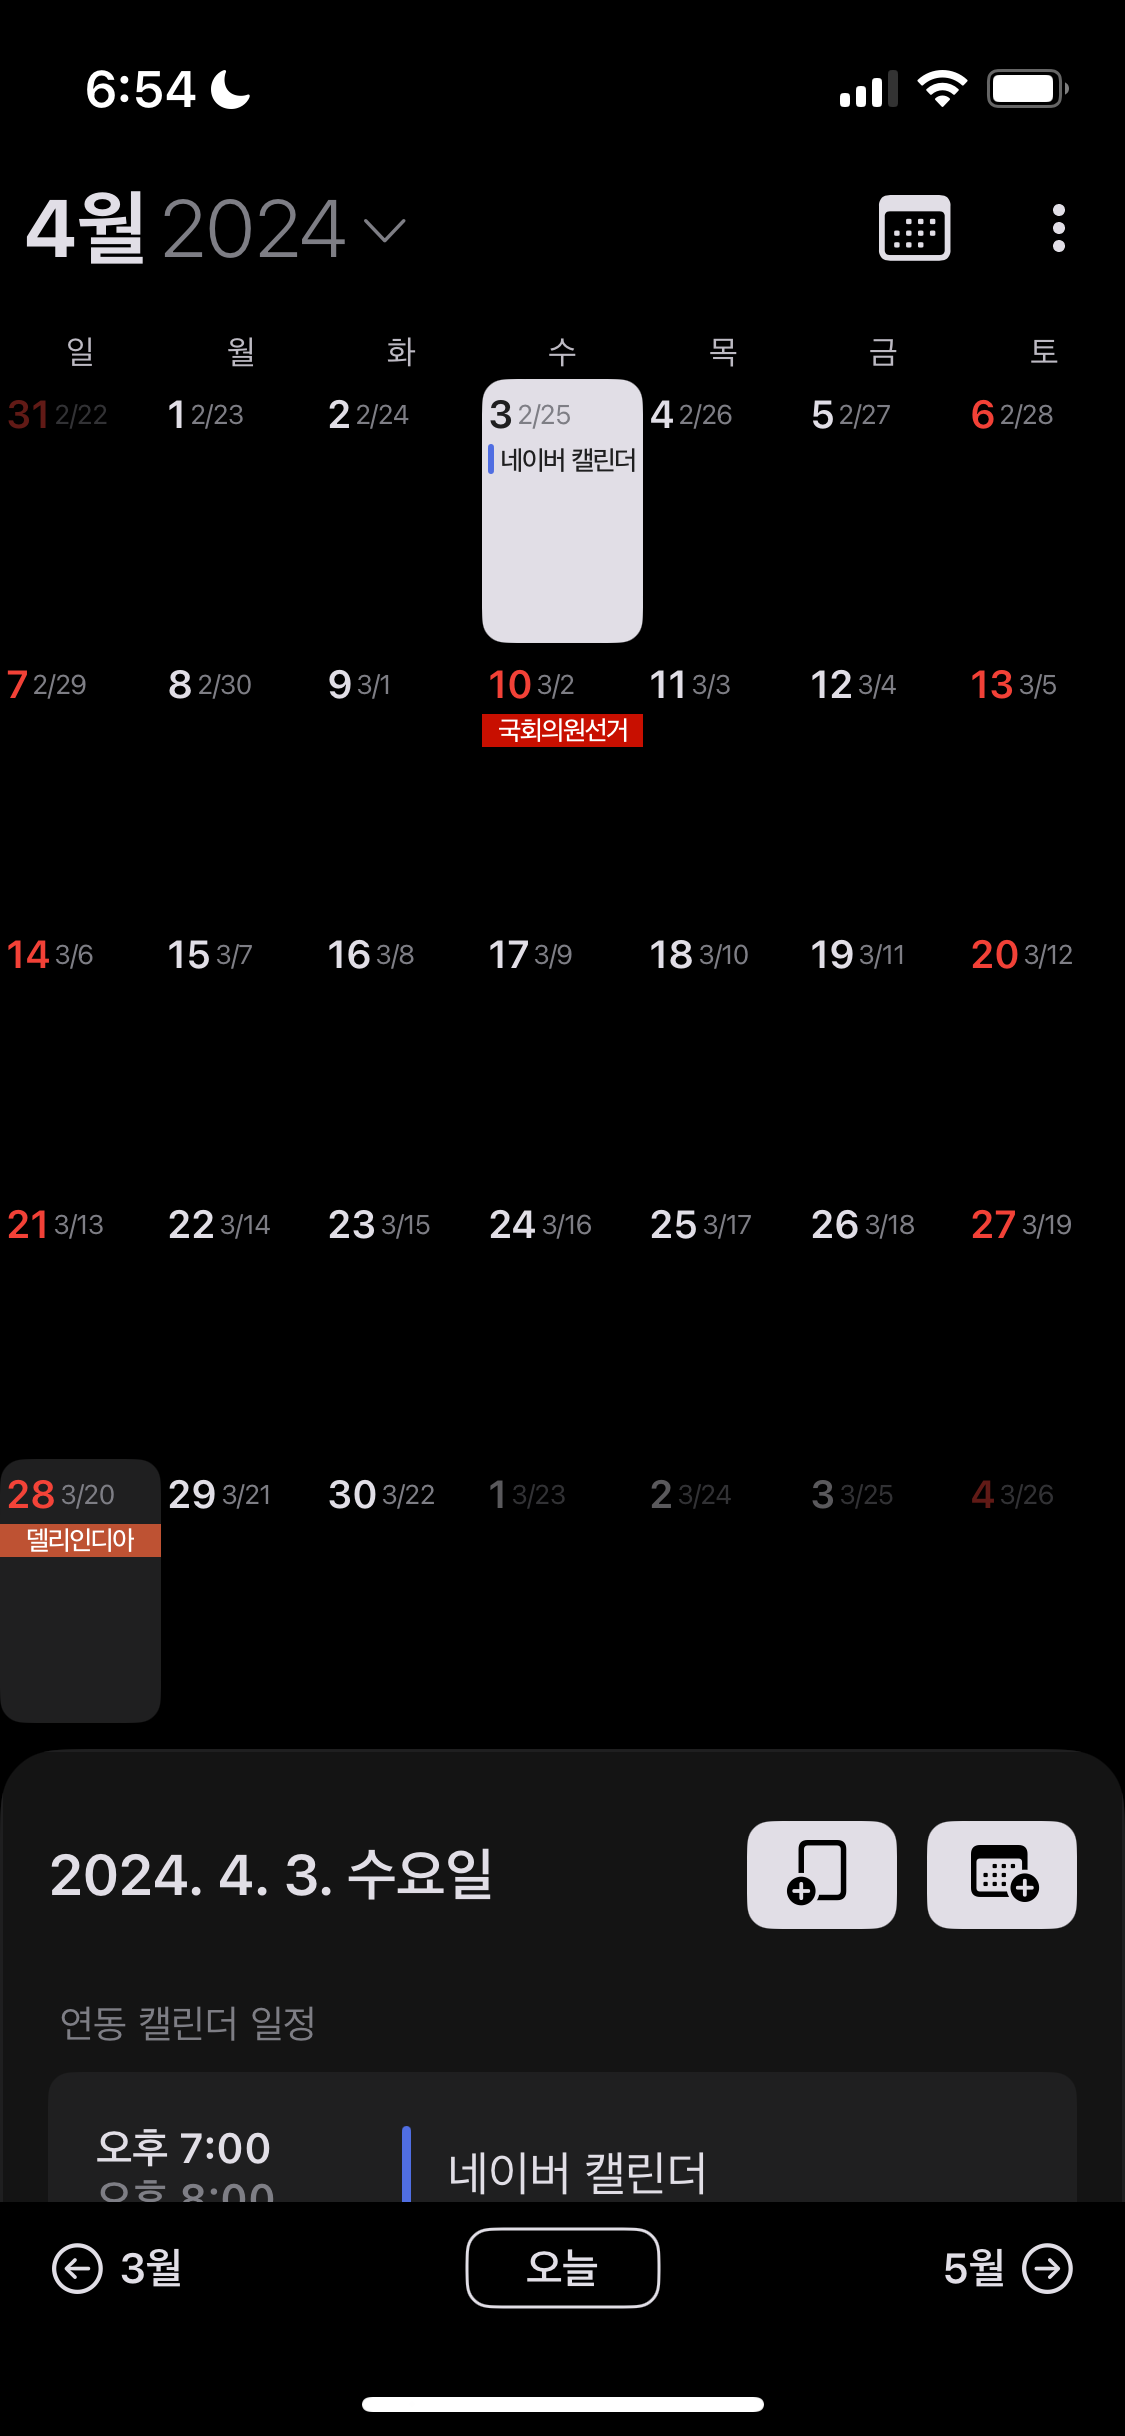 6:54
4월 2024
일 월 화 수 목 금 토
31 2/22 1 2/23 2 2/24 3 2/25 4 2/26 5 2/27 6 2/28
네이버 캘린더
7 2/29 8 2/30 9 3/1 10 3/2 11 3/3 12 3/4 13 3/5
국회의원선거
14 3/6 15 3/7 16 3/8 17 3/9 18 3/10 19 3/11 20 3/12
21 3/13 22 3/14 23 3/15 24 3/16 25 3/17 26 3/18 27 3/19
28 3/20 29 3/21 30 3/22 1 3/23 2 3/24 3 3/25 4 3/26
델리인디아
2024. 4. 3. 수요일
연동 캘린더 일정
오후 7:00
네이버 캘린더
오후 8:00
3월 오늘 5월